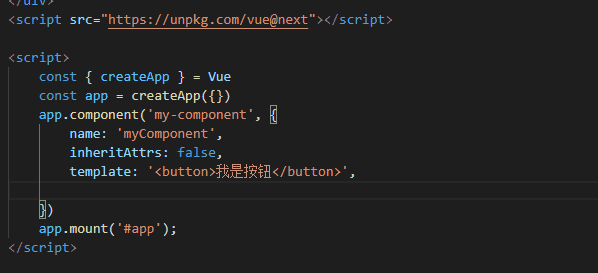 </div>
<script src="https://unpkg.com/vue@next"></script>
<script>
const { createApp } = Vue
const app = createApp({})
app.component('my-component', {
name: 'myComponent',
inheritAttrs: false,
template: '<button>我是按钮</button>',
})
app.mount('#app');
</script>